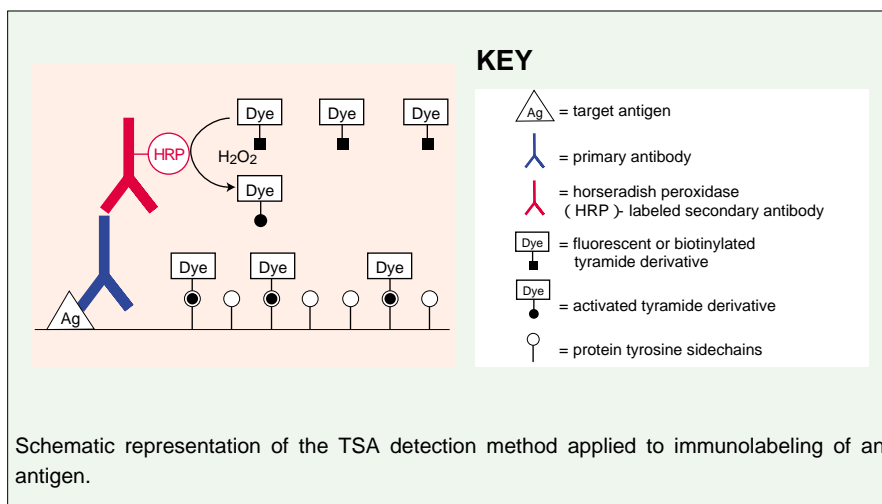 KEY
Dye Dye Dye
HRP
H2O2
Dye
Dye Dye Dye
Ag
Ag = target antigen
= primary antibody
= horseradish peroxidase
(HRP)- labeled secondary antibody
Dye = fluorescent or biotinylated
tyramide derivative
Dye = activated tyramide derivative
= protein tyrosine sidechains
Schematic representation of the TSA detection method applied to immunolabeling of an
antigen.